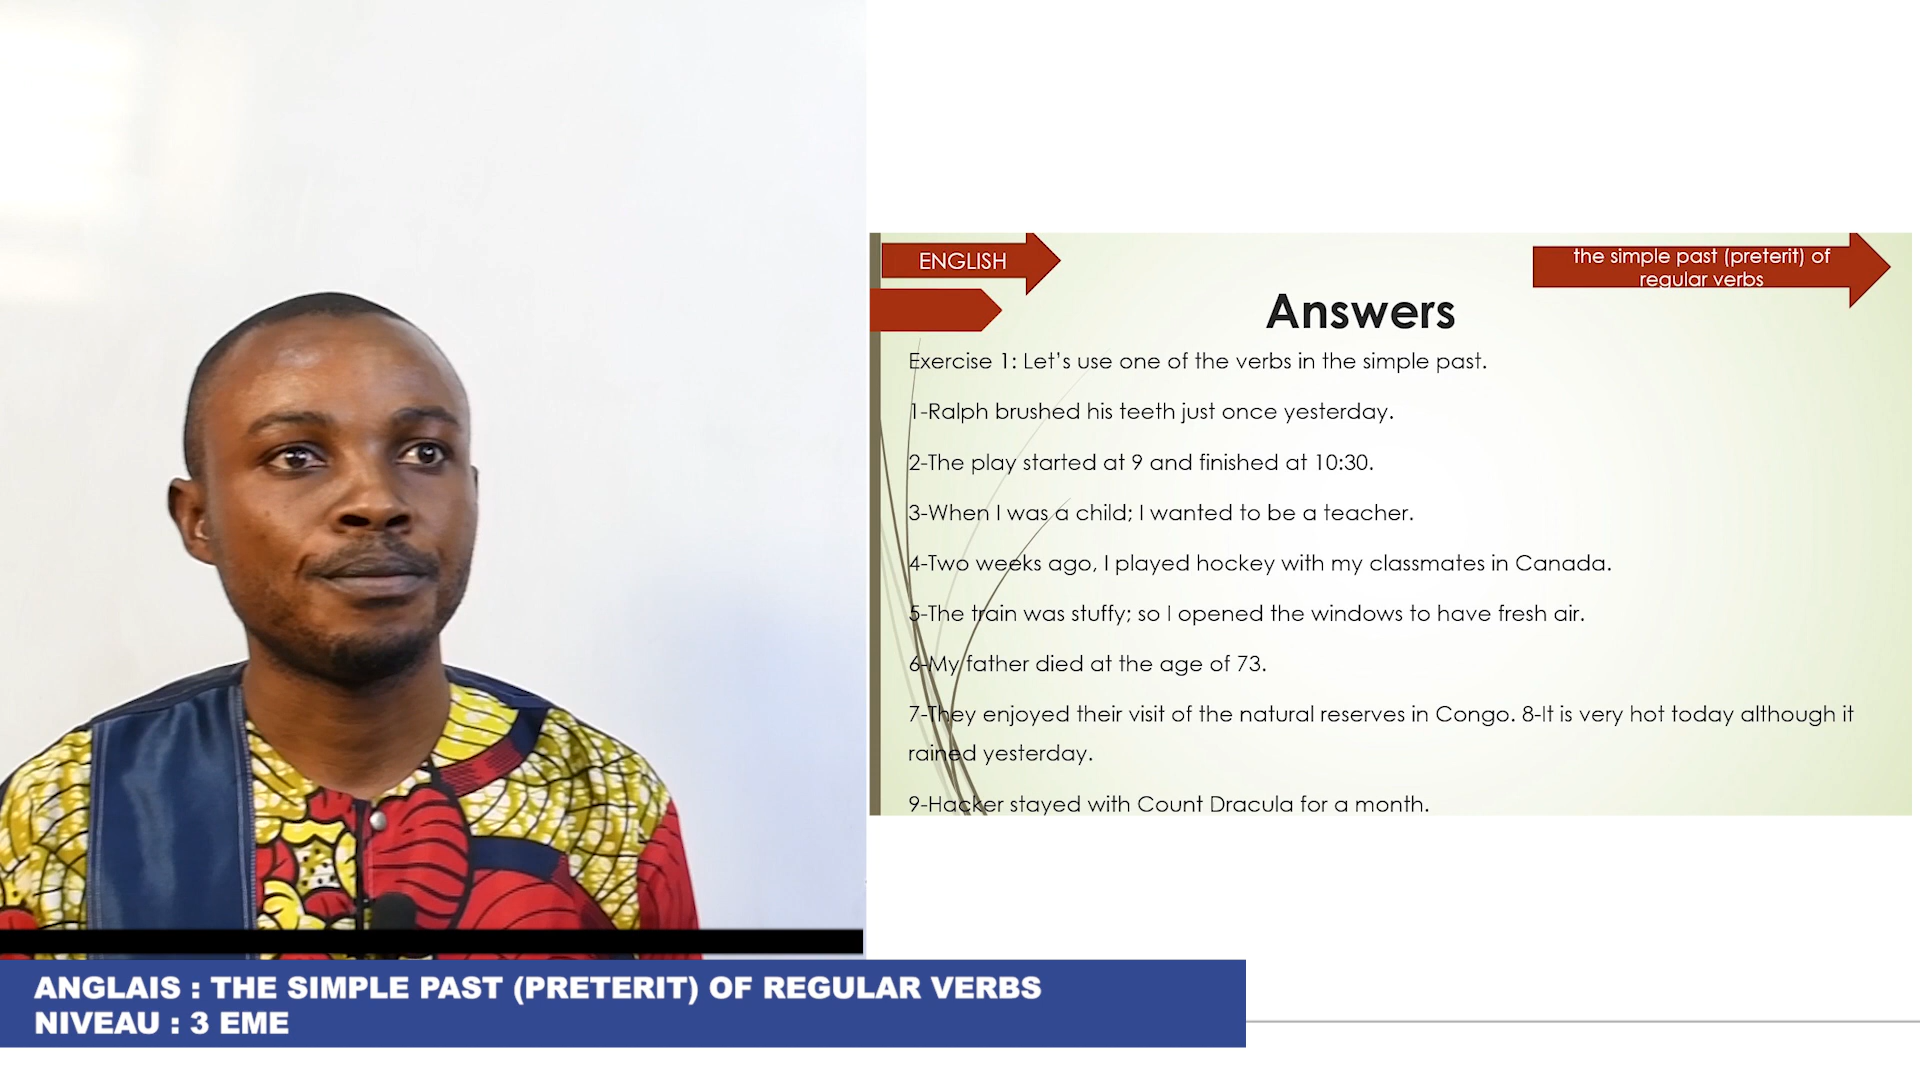 ENGLISH
the simple past (preterit) of
regular verbs
Answers
Exercise 1: Let's use one of the verbs in the simple past.
1-Ralph brushed his teeth just once yesterday.
2-The play started at 9 and finished at 10:30.
3-When I was a child; I wanted to be a teacher.
4-Two weeks ago, I played hockey with my classmates in Canada.
5-The train was stuffy; so I opened the windows to have fresh air.
6-My father died at the age of 73.
7-They enjoyed their visit of the natural reserves in Congo. 8-It is very hot today although it
rained yesterday.
9-Hacker stayed with Count Dracula for a month.
ANGLAIS : THE SIMPLE PAST (PRETERIT) OF REGULAR VERBS
NIVEAU : 3 EME